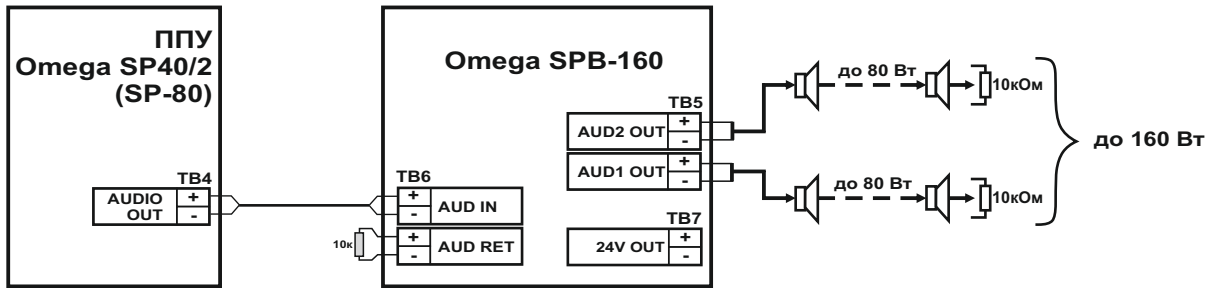 ППУ
Omega SP40/2
(SP-80)
TB4
AUDIO
OUT
+
-
Omega SPB-160
TB6
+
-
AUD IN
10к
+
-
AUD RET
TB5
AUD2 OUT
+
-
AUD1 OUT
+
-
TB7
24V OUT
+
-
до 80 Вт
10кОм
до 80 Вт
10кОм
до 160 Вт